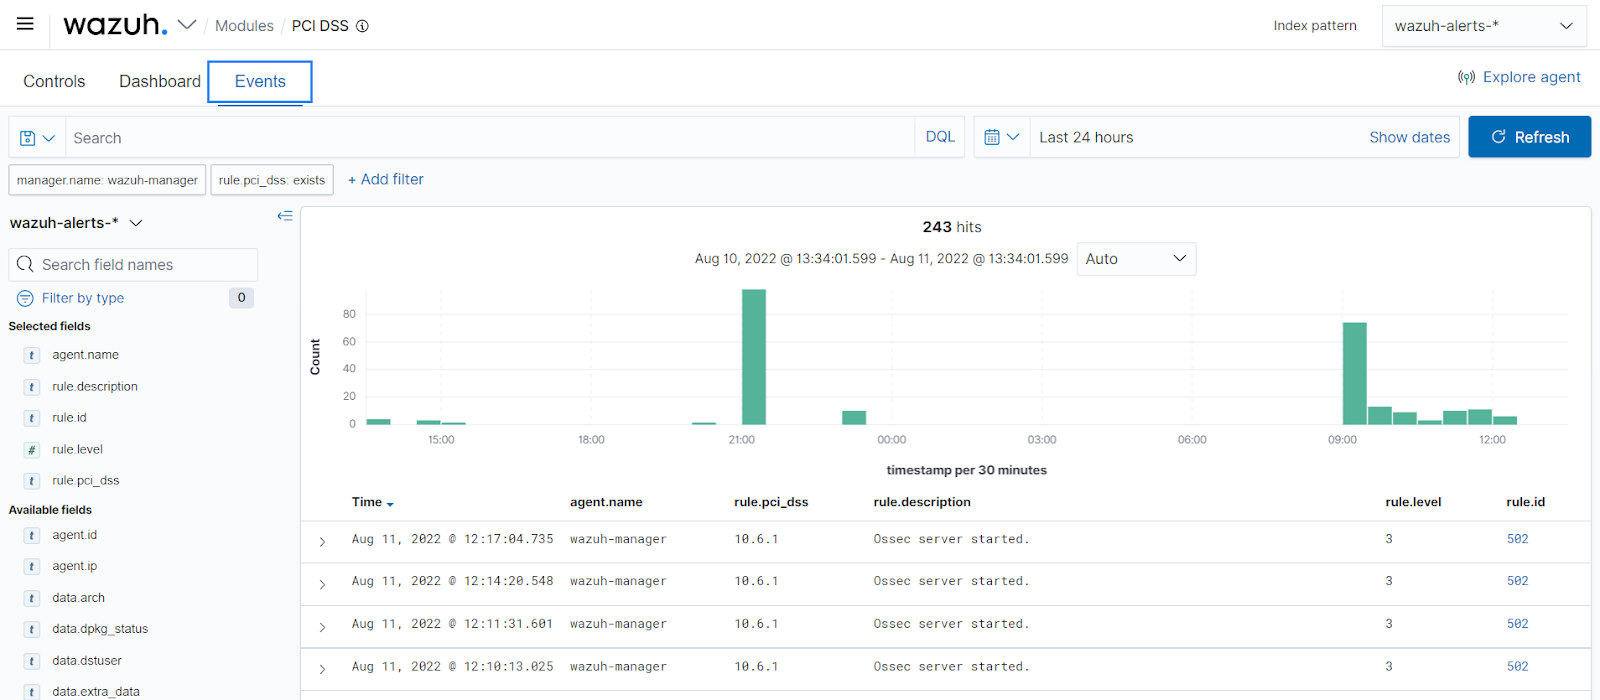 wazuh. / Modules / PCI DSS Index pattern wazuh-alerts-*
Controls Dashboard Events Explore agent
Search DQL Last 24 hours Show dates Refresh
manager.name: wazuh-manager rule.pci_dss: exists + Add filter
wazuh-alerts-*
Search field names
Filter by type 0
Selected fields
t agent.name
t rule.description
t rule.id
# rule.level
t rule.pci_dss
Available fields
t agent.id
t agent.ip
t data.arch
t data.dpkg_status
t data.dstuser
t data.extra_data
243 hits
Aug 10, 2022 @ 13:34:01.599 - Aug 11, 2022 @ 13:34:01.599 Auto
Count
80
60
40
20
0
15:00 18:00 21:00 00:00 03:00 06:00 09:00 12:00
timestamp per 30 minutes
Time agent.name rule.pci_dss rule.description rule.level rule.id
Aug 11, 2022 @ 12:17:04.735 wazuh-manager 10.6.1 Ossec server started. 3 502
Aug 11, 2022 @ 12:14:20.548 wazuh-manager 10.6.1 Ossec server started. 3 502
Aug 11, 2022 @ 12:11:31.601 wazuh-manager 10.6.1 Ossec server started. 3 502
Aug 11, 2022 @ 12:10:13.025 wazuh-manager 10.6.1 Ossec server started. 3 502